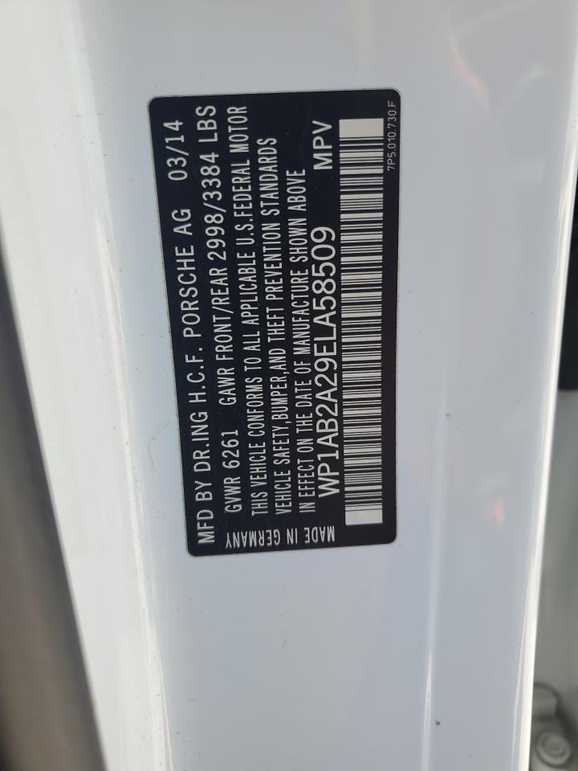 MFD BY DR.ING H.C.F. PORSCHE AG 03/14
GVWR 6261 GAWR FRONT/REAR 2998/3384 LBS
THIS VEHICLE CONFORMS TO ALL APPLICABLE U.S.FEDERAL MOTOR
VEHICLE SAFETY,BUMPER,AND THEFT PREVENTION STANDARDS
IN EFFECT ON THE DATE OF MANUFACTURE SHOWN ABOVE
WP1AB2A29ELA58509 MPV
MADE IN GERMANY
7P5.010.730.F